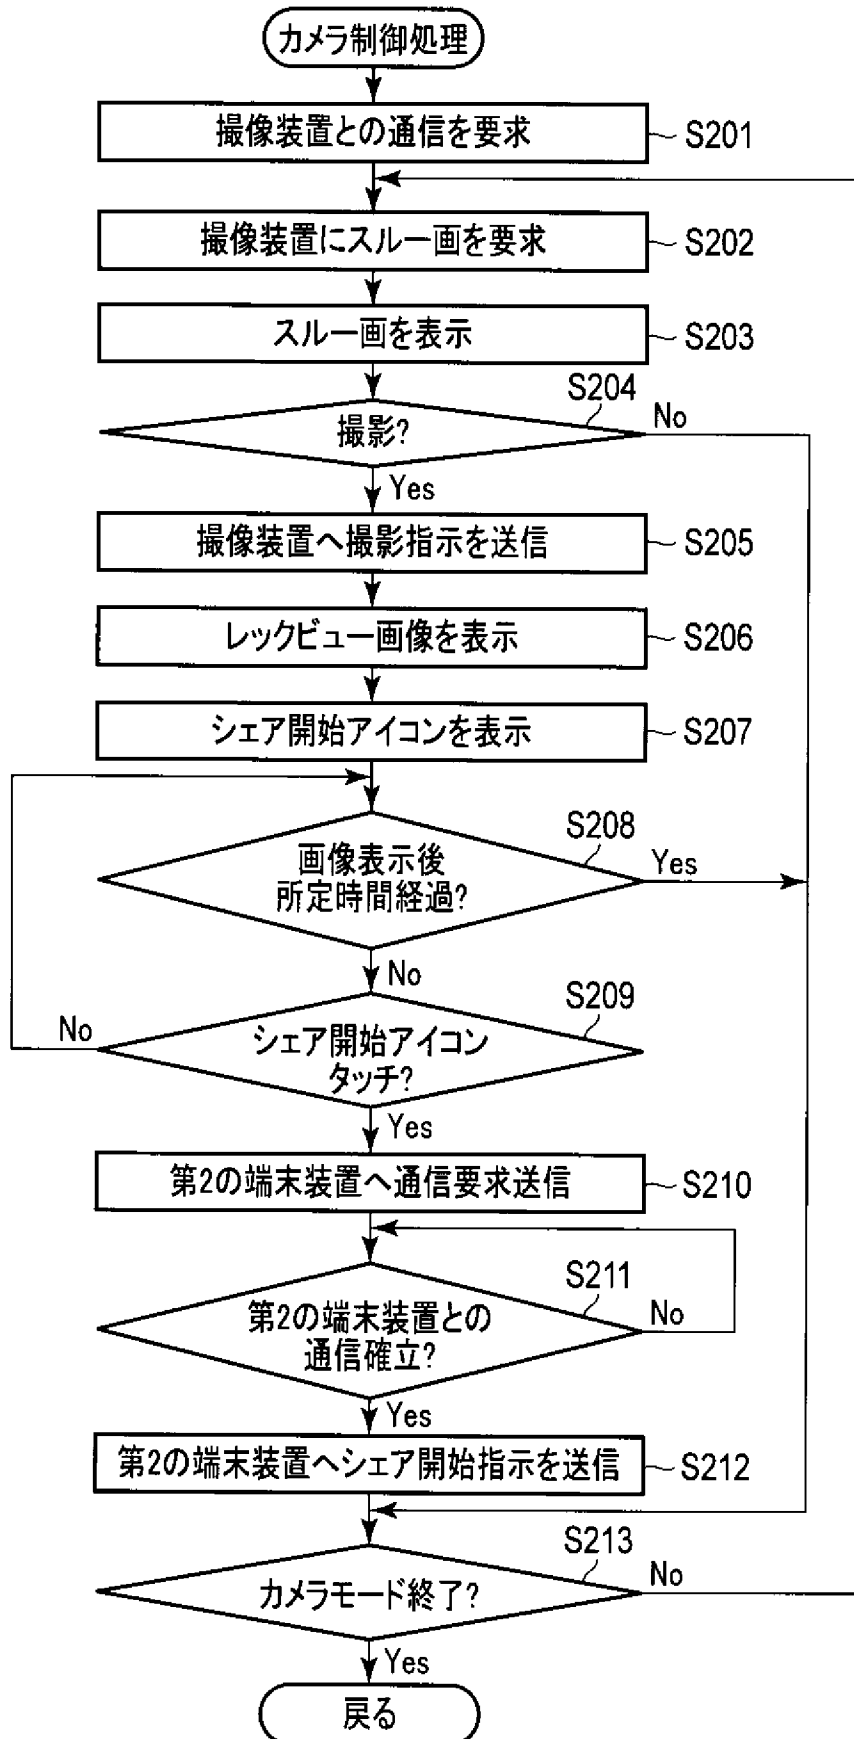 カメラ制御処理
撮像装置との通信を要求
S201
撮像装置にスルー画を要求
S202
スルー画を表示
S203
S204
撮影?
No
Yes
撮像装置へ撮影指示を送信
S205
レックビュー画像を表示
S206
シェア開始アイコンを表示
S207
S208
画像表示後
所定時間経過?
Yes
No
S209
シェア開始アイコン
タッチ?
No
Yes
第2の端末装置へ通信要求送信
S210
S211
第2の端末装置との
通信確立?
No
Yes
第2の端末装置へシェア開始指示を送信
S212
S213
カメラモード終了?
No
Yes
戻る